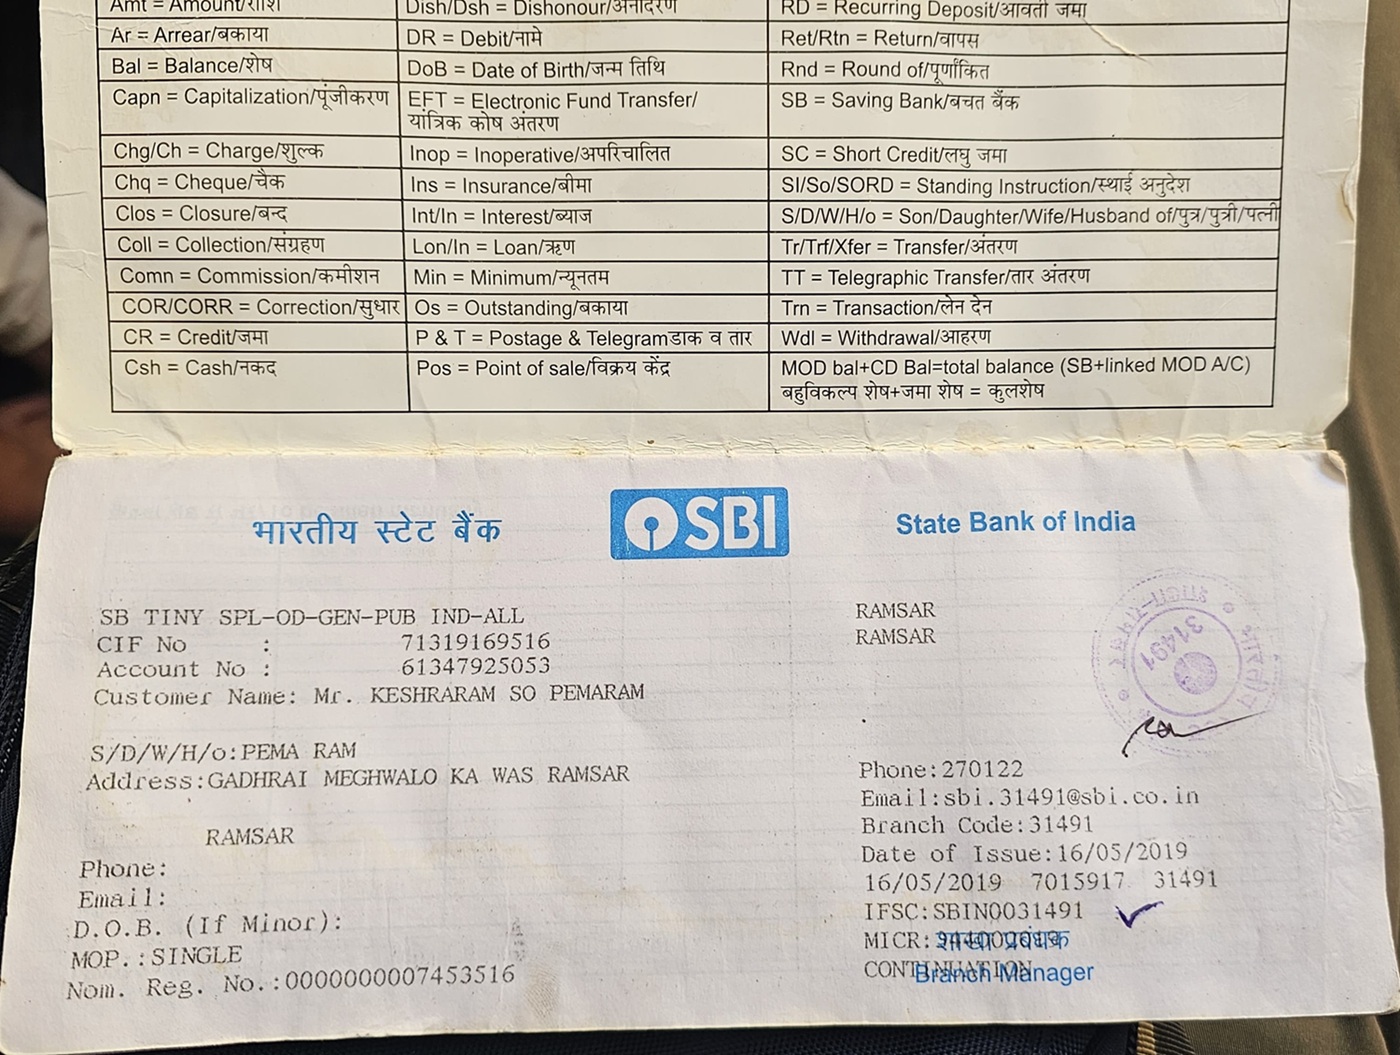 Amt = Amount/राशि
Dish/Dsh = Dishonour/अनादरण
RD = Recurring Deposit/आवर्ती जमा
Ar = Arrear/बकाया
DR = Debit/नामे
Ret/Rtn = Return/वापस
Bal = Balance/शेष
DoB = Date of Birth/जन्म तिथि
Rnd = Round of/पूर्णांकित
Capn = Capitalization/पूंजीकरण
EFT = Electronic Fund Transfer/
यांत्रिक कोष अंतरण
SB = Saving Bank/बचत बैंक
Chg/Ch = Charge/शुल्क
Inop = Inoperative/अपरिचालित
SC = Short Credit/लघु जमा
Chq = Cheque/चैक
Ins = Insurance/बीमा
SI/So/SORD = Standing Instruction/स्थाई अनुदेश
Clos = Closure/बन्द
Int/In = Interest/ब्याज
S/D/W/H/o = Son/Daughter/Wife/Husband of/पुत्र/पुत्री/पत्नी
Coll = Collection/संग्रहण
Lon/In = Loan/ऋण
Tr/Trf/Xfer = Transfer/अंतरण
Comn = Commission/कमीशन
Min = Minimum/न्यूनतम
TT = Telegraphic Transfer/तार अंतरण
COR/CORR = Correction/सुधार
Os = Outstanding/बकाया
Trn = Transaction/लेन देन
CR = Credit/जमा
P & T = Postage & Telegramडाक व तार
Wdl = Withdrawal/आहरण
Csh = Cash/नकद
Pos = Point of sale/विक्रय केंद्र
MOD bal+CD Bal=total balance (SB+linked MOD A/C)
बहुविकल्प शेष+जमा शेष = कुलशेष
भारतीय स्टेट बैंक
SBI
State Bank of India
SB TINY SPL-OD-GEN-PUB IND-ALL
CIF No : 71319169516
Account No : 61347925053
Customer Name: Mr. KESHRARAM SO PEMARAM
S/D/W/H/o:PEMA RAM
Address:GADHRAI MEGHWALO KA WAS RAMSAR
RAMSAR
Phone:
Email:
D.O.B. (If Minor):
MOP.:SINGLE
Nom. Reg. No.:0000000007453516
RAMSAR
RAMSAR
31491
Phone:270122
Email:sbi.31491@sbi.co.in
Branch Code:31491
Date of Issue:16/05/2019
16/05/2019 7015917 31491
IFSC:SBIN0031491
MICR:
शाखा प्रबंधक
CONTINUATION
Branch Manager